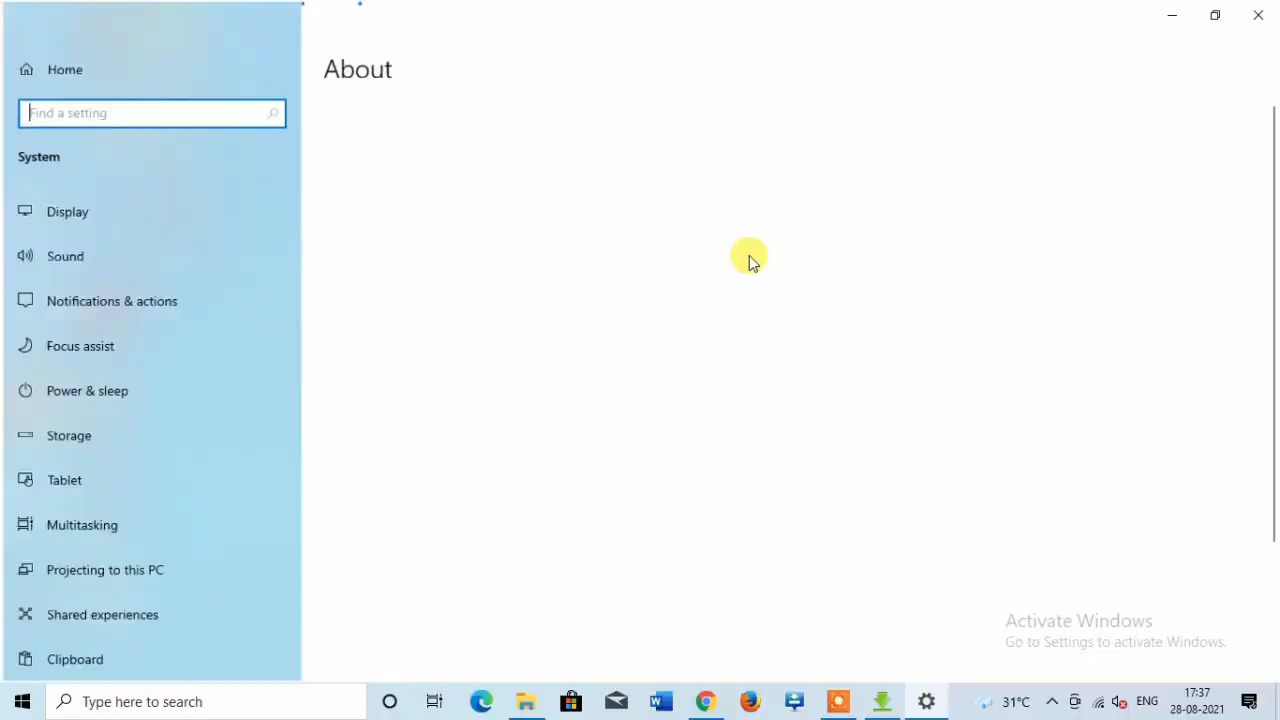 Home
About
Find a setting
System
Display
Sound
Notifications & actions
Focus assist
Power & sleep
Storage
Tablet
Multitasking
Projecting to this PC
Shared experiences
Clipboard
Activate Windows
Go to Settings to activate Windows.
Type here to search
31°C
ENG
17:37
28-08-2021